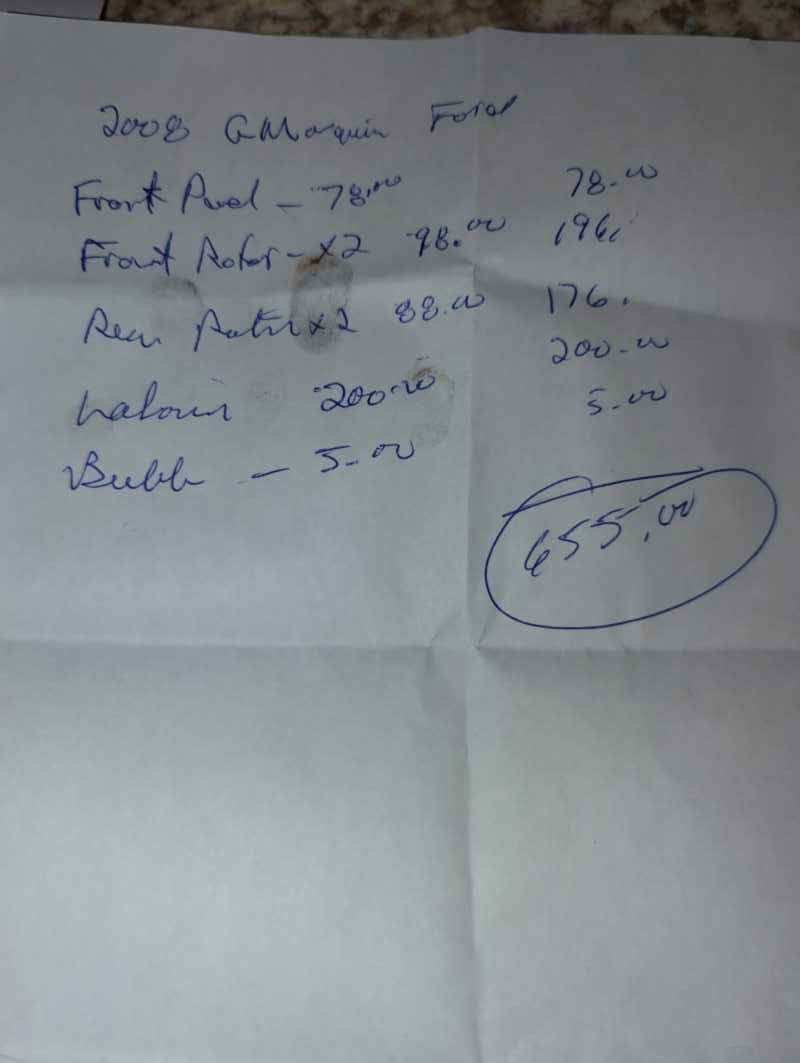 2008 G Marquis Ford
Front Pad - 78.00 78.00
Front Rotor - x2 98.00 196.
Rear Rotor x2 88.00 176.
Labour 200.00 200.00
Bulb - 5.00 5.00
655.00